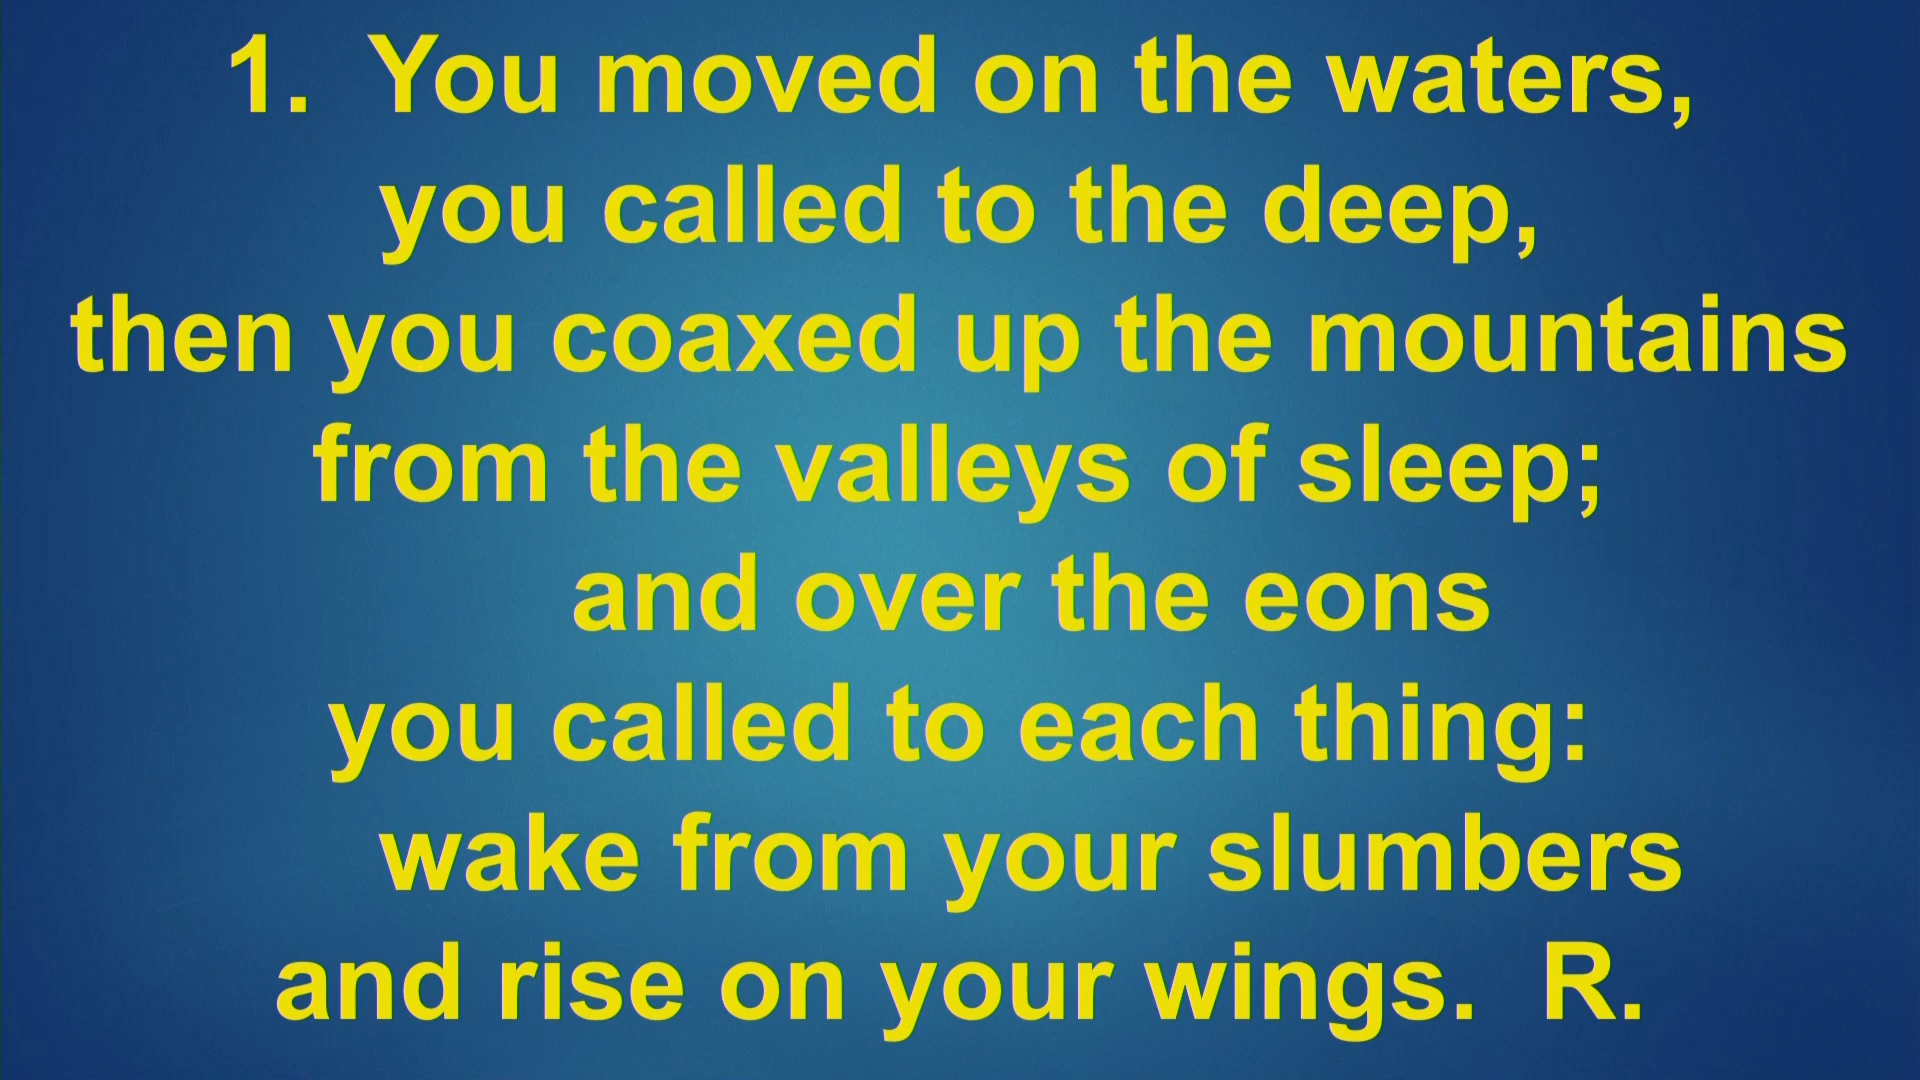 1. You moved on the waters,
you called to the deep,
then you coaxed up the mountains
from the valleys of sleep;
and over the eons
you called to each thing:
wake from your slumbers
and rise on your wings. R.